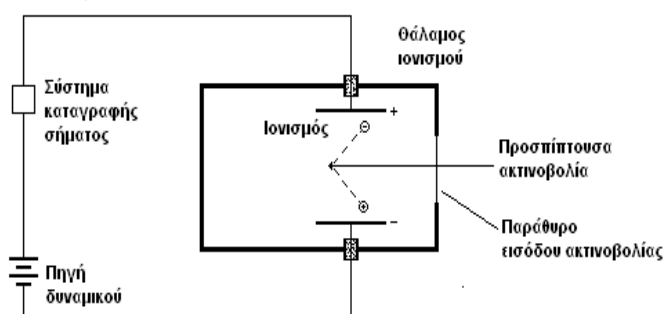 Θάλαμος
ιονισμού
Σύστημα
καταγραφής
σήματος
Ιονισμός
+
⊖
Προσπίπτουσα
ακτινοβολία
⊕
−
Παράθυρο
εισόδου ακτινοβολίας
Πηγή
δυναμικού